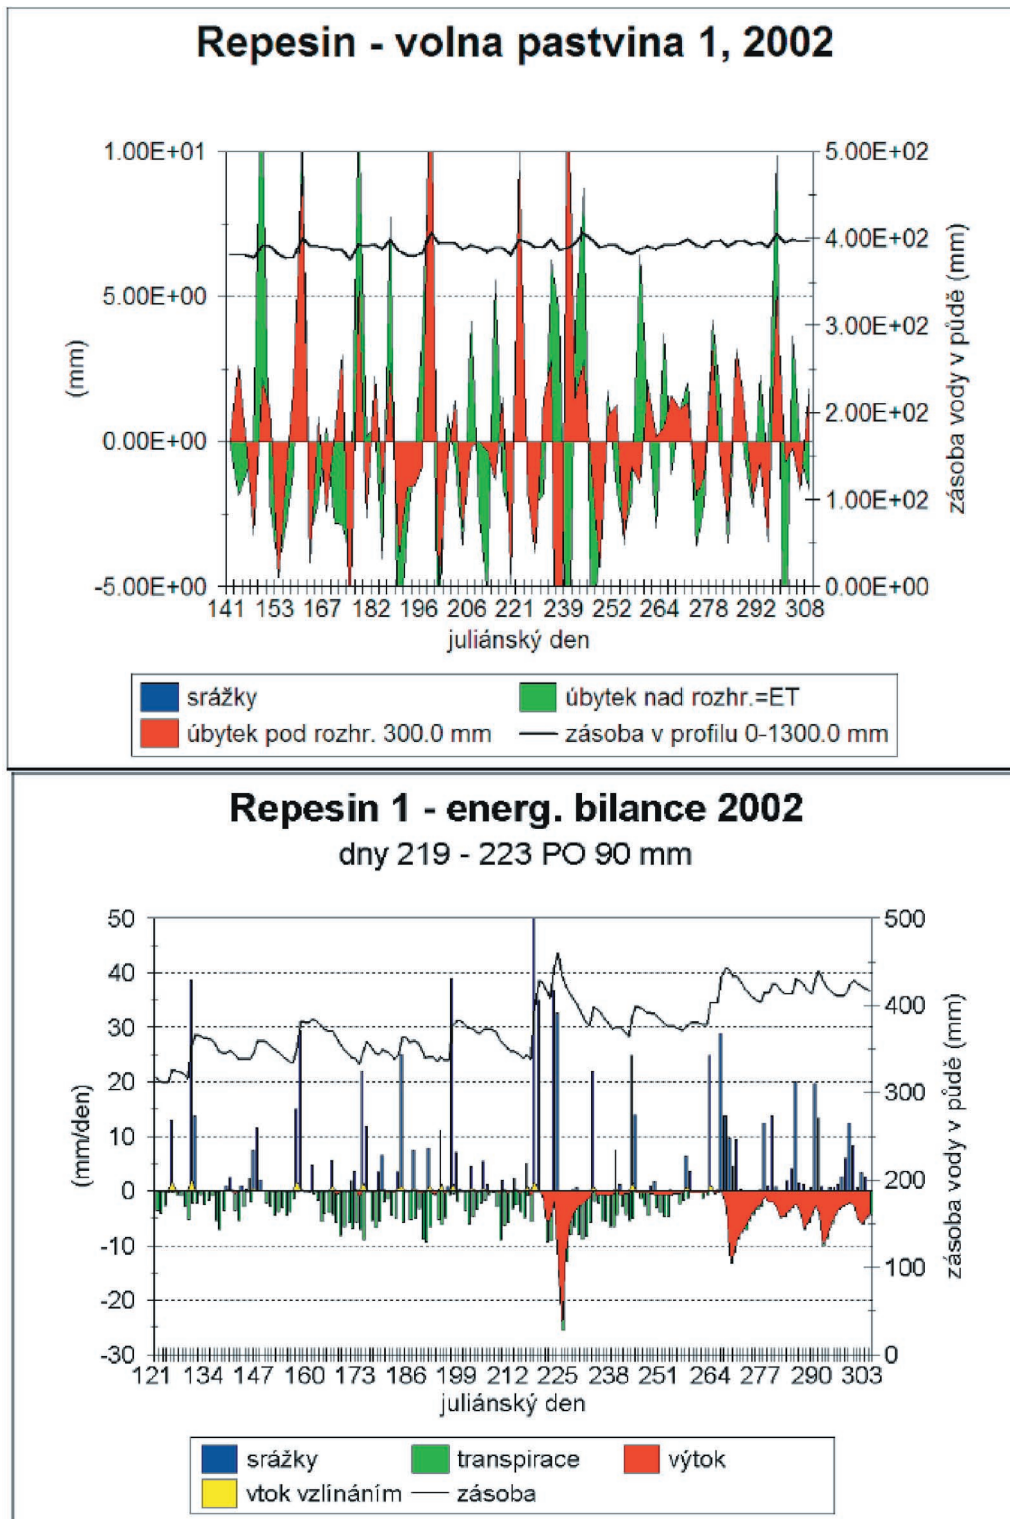 Repesin - volna pastvina 1, 2002
1.00E+01
5.00E+00
0.00E+00
-5.00E+00
(mm)
5.00E+02
4.00E+02
3.00E+02
2.00E+02
1.00E+02
0.00E+00
zásoba vody v půdě (mm)
141 153 167 182 196 206 221 239 252 264 278 292 308
juliánský den
srážky
úbytek nad rozhr.=ET
úbytek pod rozhr. 300.0 mm
zásoba v profilu 0-1300.0 mm
Repesin 1 - energ. bilance 2002
dny 219 - 223 PO 90 mm
50
40
30
20
10
0
-10
-20
-30
(mm/den)
500
400
300
200
100
0
zásoba vody v půdě (mm)
121 134 147 160 173 186 199 212 225 238 251 264 277 290 303
juliánský den
srážky
transpirace
výtok
vtok vzlínáním
zásoba